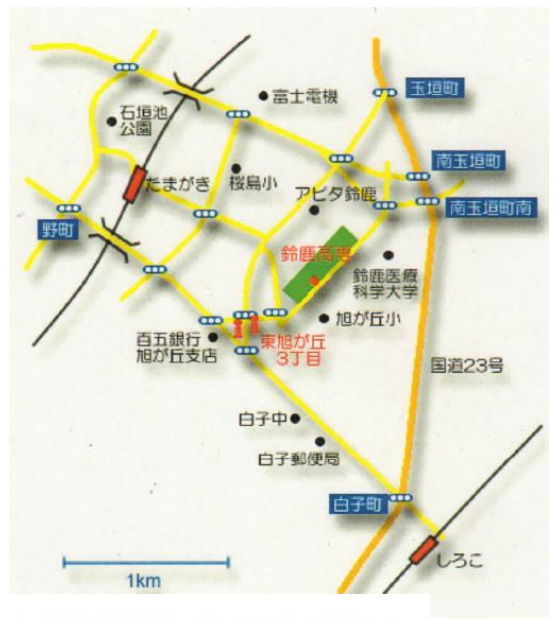 玉垣町
富士電機
石垣池
公園
南玉垣町
たまがき
桜島小
アピタ鈴鹿
南玉垣町南
野町
鈴鹿高専
鈴鹿医療
科学大学
旭が丘小
百五銀行
旭が丘支店
東旭が丘
3丁目
国道23号
白子中
白子郵便局
白子町
しろこ
1km